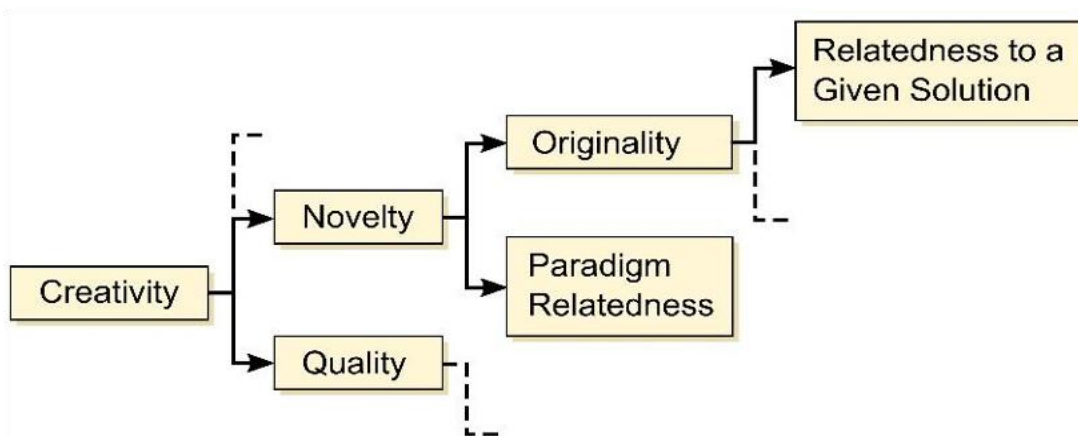 Relatedness to a
Given Solution
Originality
Novelty
Paradigm
Relatedness
Creativity
Quality